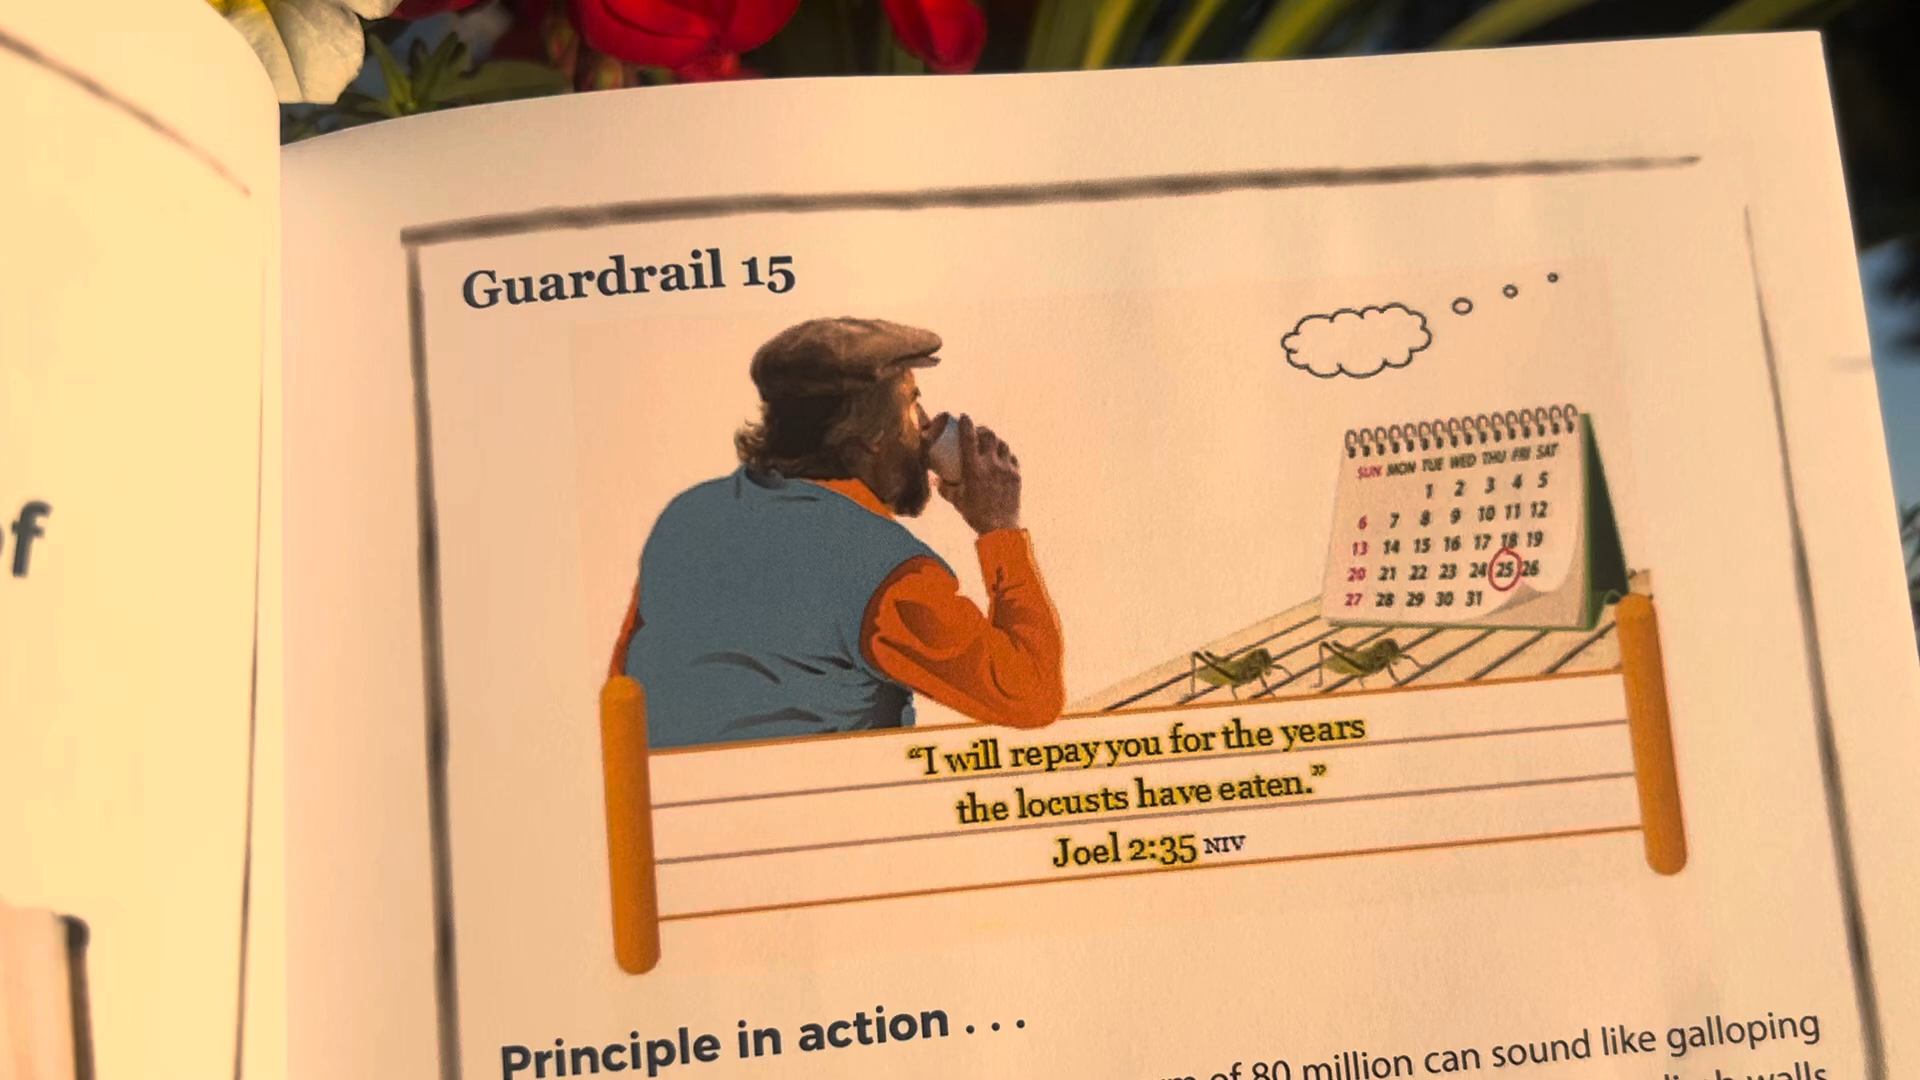 of
Guardrail 15
SUN MON TUE WED THU FRI SAT
1 2 3 4 5
6 7 8 9 10 11 12
13 14 15 16 17 18 19
20 21 22 23 24 25 26
27 28 29 30 31
“I will repay you for the years
the locusts have eaten.”
Joel 2:35 NIV
Principle in action . . .
of 80 million can sound like galloping
walls